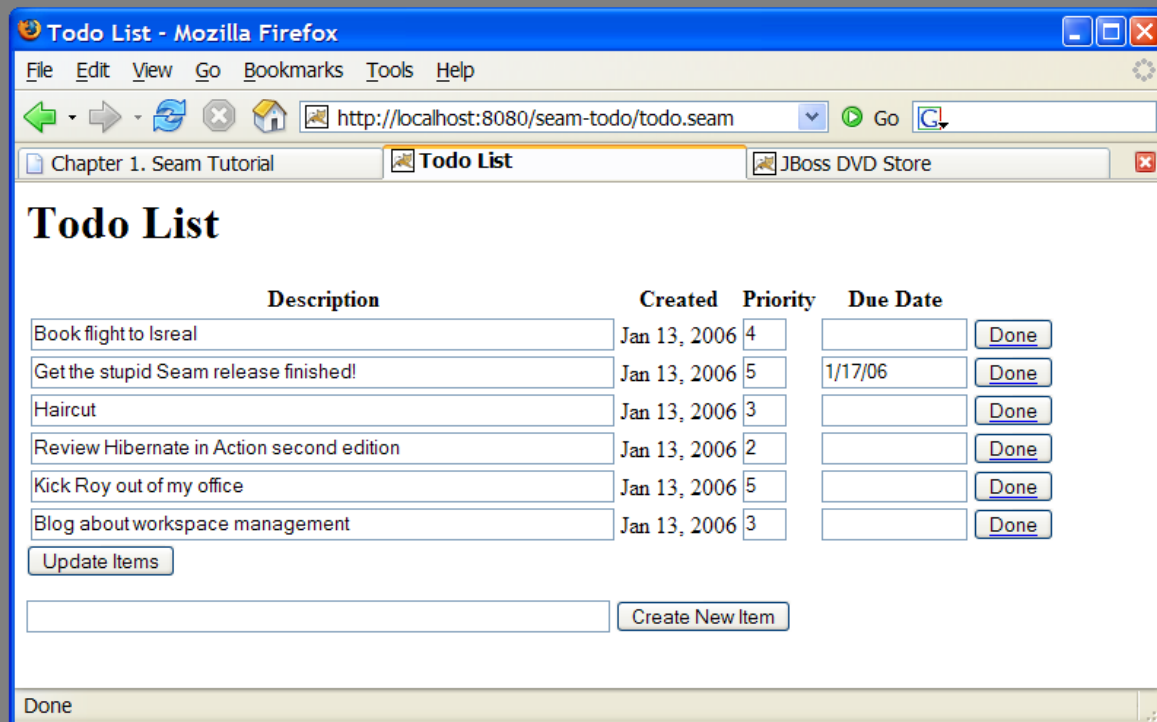 Todo List - Mozilla Firefox
File Edit View Go Bookmarks Tools Help
http://localhost:8080/seam-todo/todo.seam Go G
Chapter 1. Seam Tutorial Todo List JBoss DVD Store
Todo List
Description Created Priority Due Date
Book flight to Isreal Jan 13, 2006 4 Done
Get the stupid Seam release finished! Jan 13, 2006 5 1/17/06 Done
Haircut Jan 13, 2006 3 Done
Review Hibernate in Action second edition Jan 13, 2006 2 Done
Kick Roy out of my office Jan 13, 2006 5 Done
Blog about workspace management Jan 13, 2006 3 Done
Update Items
Create New Item
Done